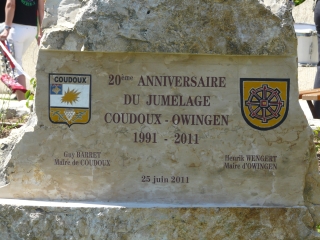 COUDOUX
20ème ANNIVERSAIRE
DU JUMELAGE
COUDOUX - OWINGEN
1991 - 2011
Guy BARRET
Maire de COUDOUX
Henrik WENGERT
Maire d'OWINGEN
25 juin 2011